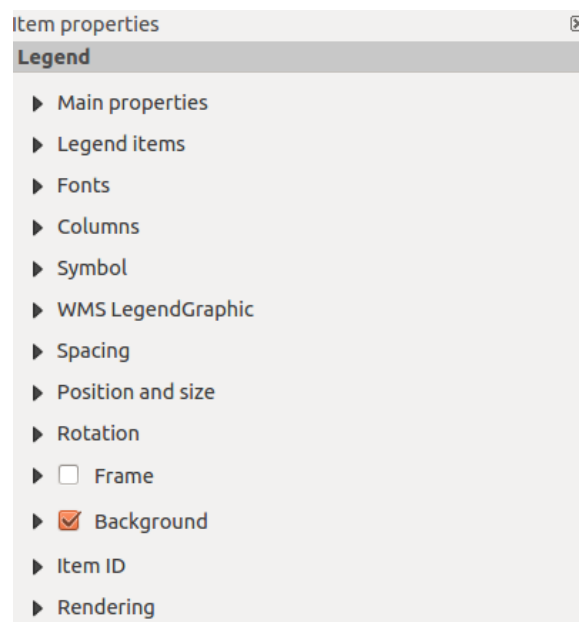 Item properties
Legend
Main properties
Legend items
Fonts
Columns
Symbol
WMS LegendGraphic
Spacing
Position and size
Rotation
Frame
Background
Item ID
Rendering